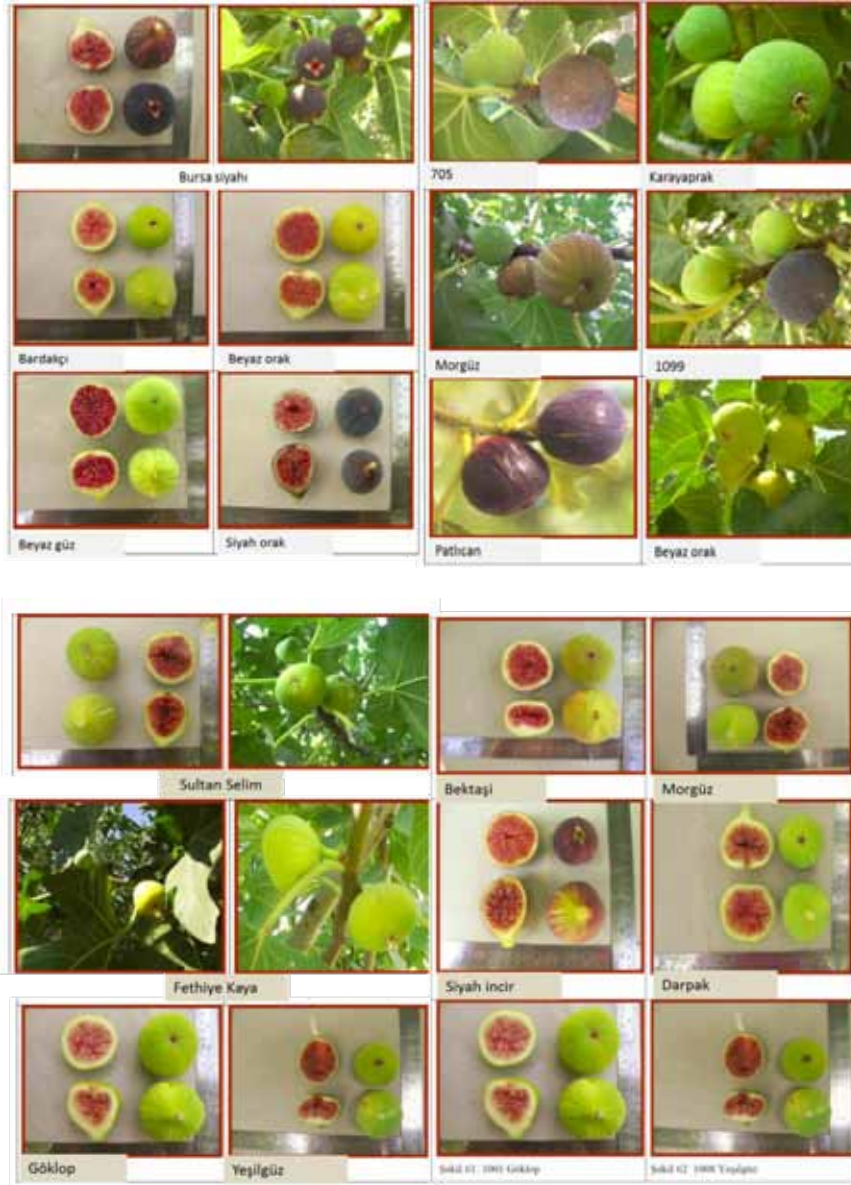 Bursa siyahı
705
Karayaprak
Bardakçı
Beyaz orak
Morgüz
1099
Beyaz güz
Siyah orak
Patlıcan
Beyaz orak
Sultan Selim
Bektaşi
Morgüz
Fethiye Kaya
Siyah incir
Darpak
Göklop
Yeşilgüz
Şekil 61. 1001 Göklop
Şekil 62 1008 Yeşilgüz